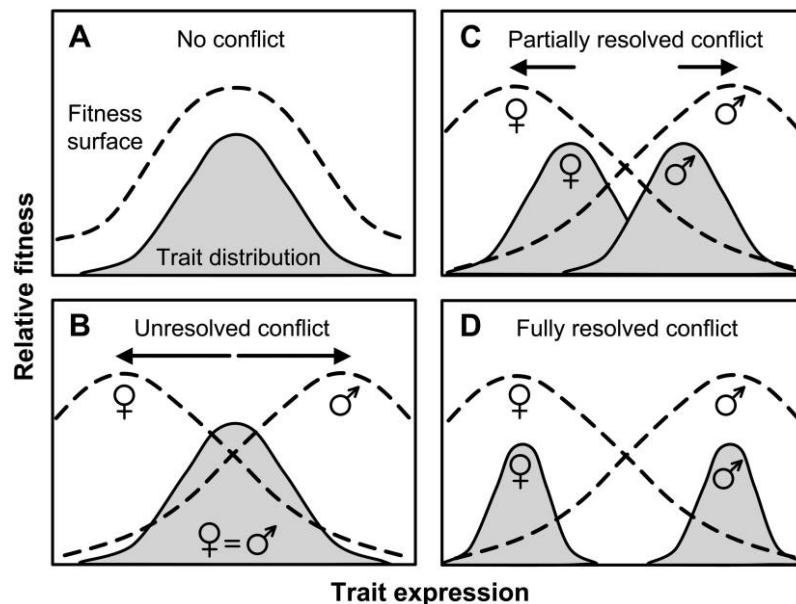 A
No conflict
Fitness
surface
Trait distribution
B
Unresolved conflict
♀
♂
♀=♂
C
Partially resolved conflict
♀
♂
♀
♂
D
Fully resolved conflict
♀
♂
♀
♂
Relative fitness
Trait expression